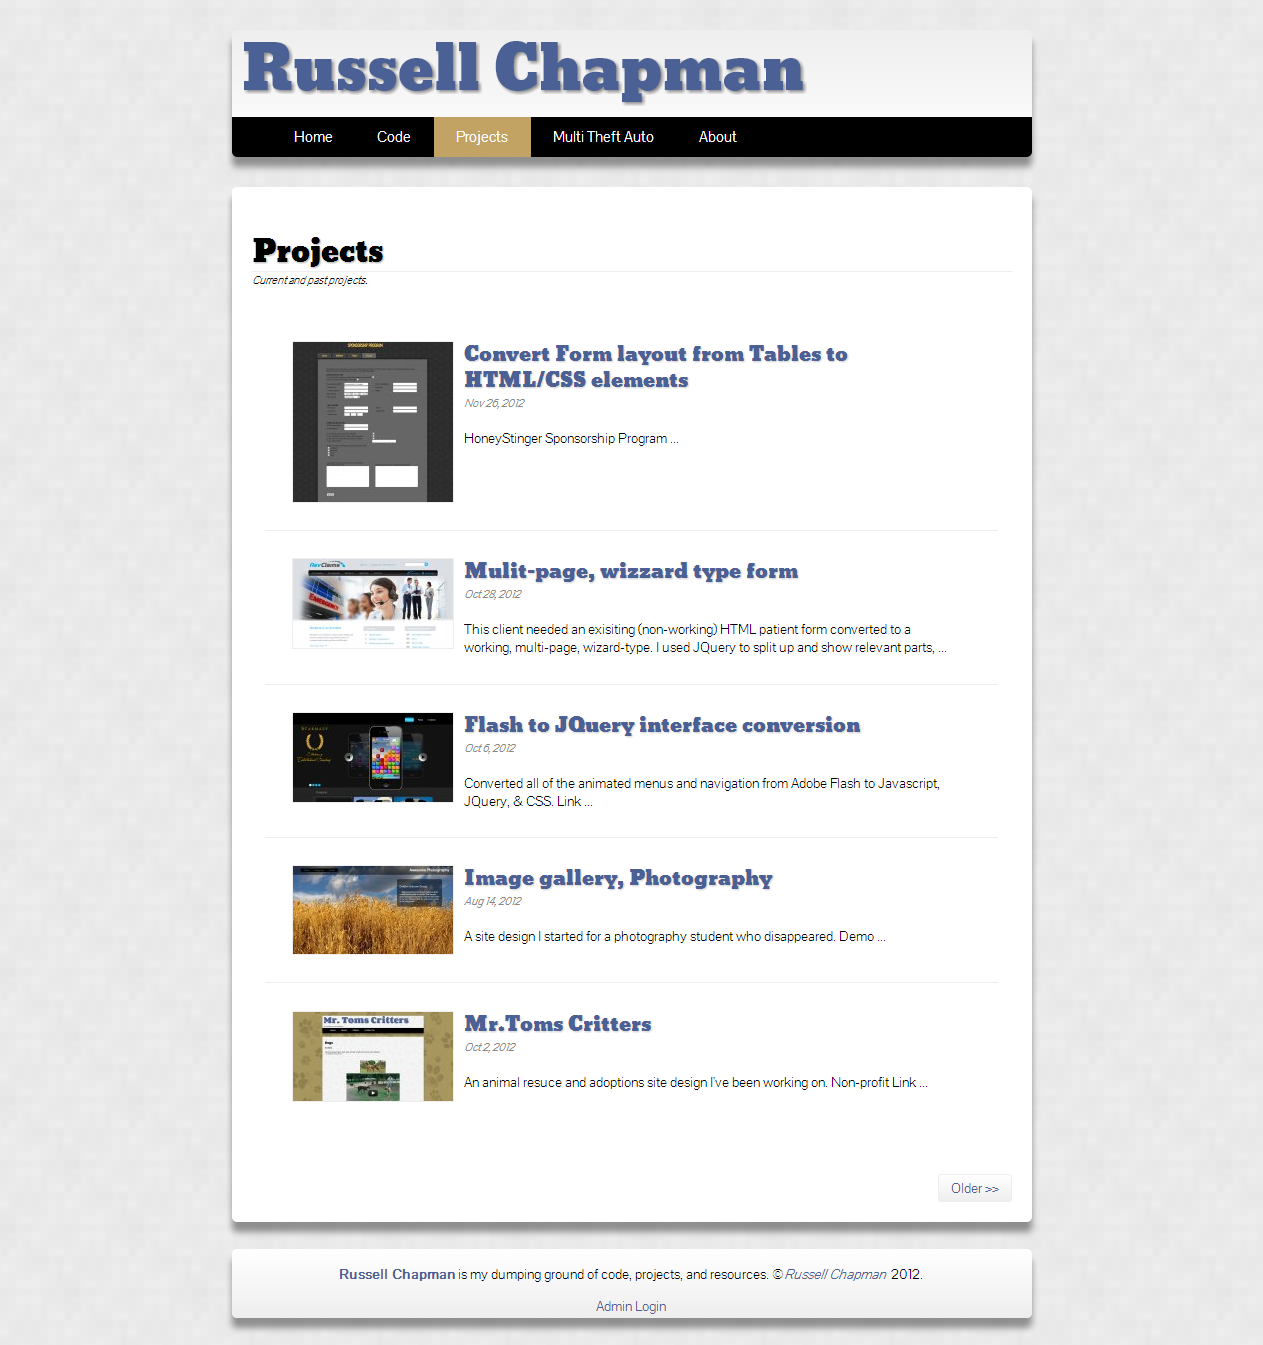 Russell Chapman
Home Code Projects Multi Theft Auto About
Projects
Current and past projects.
SPONSORSHIP PROGRAM
Convert Form layout from Tables to
HTML/CSS elements
Nov 26, 2012
HoneyStinger Sponsorship Program ...
RevClaims
EMERGENCY
Mulit-page, wizzard type form
Oct 28, 2012
This client needed an exisiting (non-working) HTML patient form converted to a
working, multi-page, wizard-type. I used JQuery to split up and show relevant parts, ...
Flash to JQuery interface conversion
Oct 6, 2012
Converted all of the animated menus and navigation from Adobe Flash to Javascript,
JQuery, & CSS. Link ...
Awesome Photography
Image gallery, Photography
Aug 14, 2012
A site design I started for a photography student who disappeared. Demo ...
Mr. Toms Critters
Dogs
Mr.Toms Critters
Oct 2, 2012
An animal resuce and adoptions site design I've been working on. Non-profit Link ...
Older >>
Russell Chapman is my dumping ground of code, projects, and resources. © Russell Chapman 2012.
Admin Login